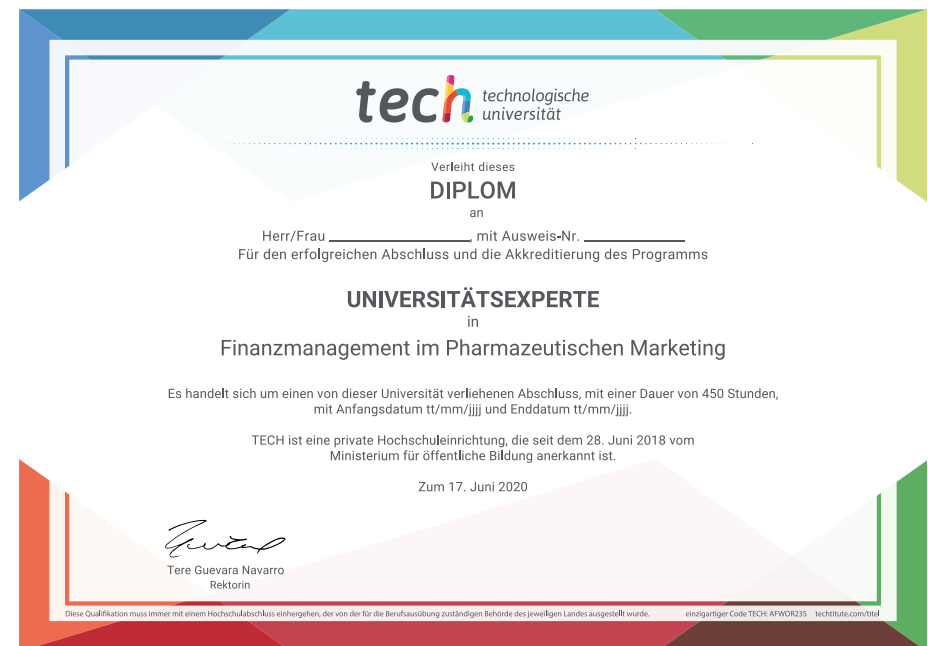 tech technologische
universität
Verleiht dieses
DIPLOM
an
Herr/Frau ____________, mit Ausweis-Nr. ____________
Für den erfolgreichen Abschluss und die Akkreditierung des Programms
UNIVERSITÄTSEXPERTE
in
Finanzmanagement im Pharmazeutischen Marketing
Es handelt sich um einen von dieser Universität verliehenen Abschluss, mit einer Dauer von 450 Stunden,
mit Anfangsdatum tt/mm/jjjj und Enddatum tt/mm/jjjj.
TECH ist eine private Hochschuleinrichtung, die seit dem 28. Juni 2018 vom
Ministerium für öffentliche Bildung anerkannt ist.
Zum 17. Juni 2020
Tere Guevara Navarro
Rektorin
Diese Qualifikation muss immer mit einem Hochschulabschluss einhergehen, der von der für die Berufsausübung zuständigen Behörde des jeweiligen Landes ausgestellt wurde. einzigartiger Code TECH: AFWOR23S techtitute.com/titel